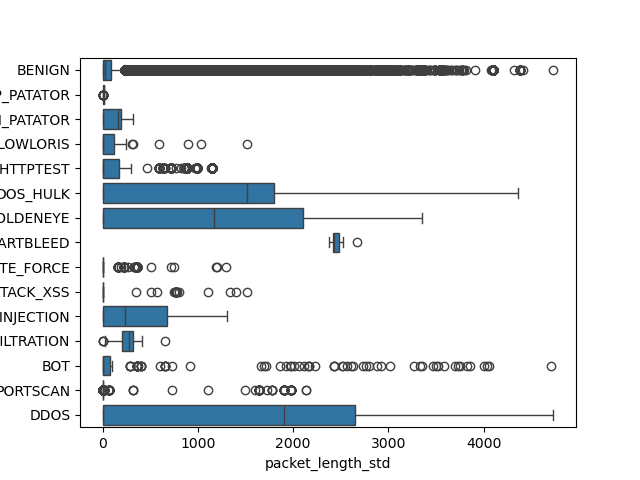 BENIGN
P_PATATOR
_PATATOR
LOWLORIS
HTTPTEST
DOS_HULK
OLDENEYE
ARTBLEED
TE_FORCE
TACK_XSS
INJECTION
ILTRATION
BOT
PORTSCAN
DDOS
0 1000 2000 3000 4000
packet_length_std